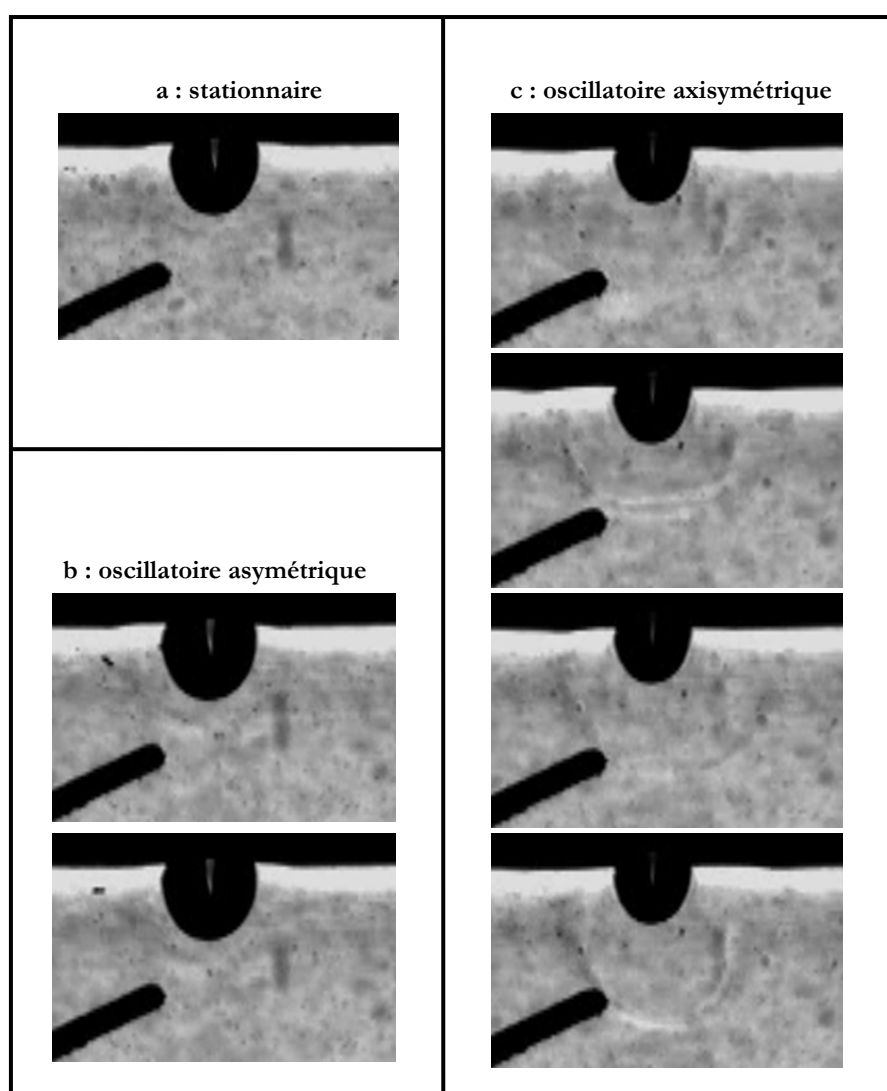 a : stationnaire
c : oscillatoire axisymétrique
b : oscillatoire asymétrique